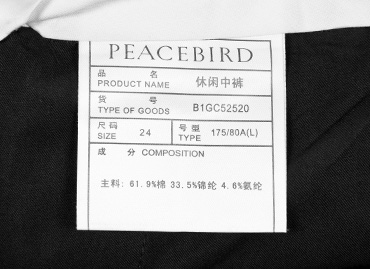 PEACEBIRD
品 名 休闲中裤
PRODUCT NAME
货 号 B1GC52520
TYPE OF GOODS
尺码 24 号型 175/80A(L)
SIZE TYPE
成 分 COMPOSITION
主料: 61.9%棉 33.5%锦纶 4.6%氨纶